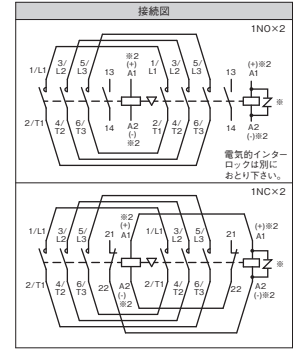 接続図
1NO×2
※2
(+)
A1
(+)※2
A1
1/L1
3/
L2
5/
L3
13
1/
L1
3/
L2
5/
L3
13
※
2/T1
4/
T2
6/
T3
14
A2
(-)
※2
2/
T1
4/
T2
6/
T3
14
A2
(-)※2
電気的インター
ロックは別に
おとり下さい。
1NC×2
※2
(+)
A1
(+)※2
A1
1/L1
3/
L2
5/
L3
21
1/L1
3/
L2
5/
L3
21
※
2/T1
4/
T2
6/
T3
22
A2
(-)
※2
2/T1
4/
T2
6/
T3
22
A2
(-)※2